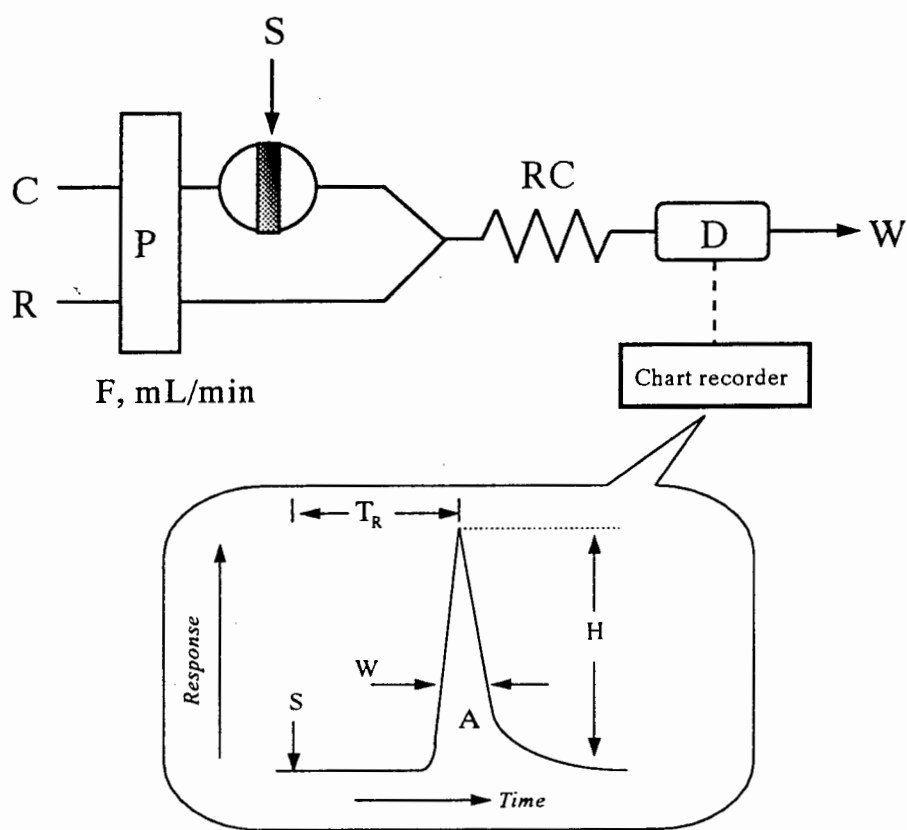 S
C
P
R
RC
D
W
F, mL/min
Chart recorder
T_R
Response
H
W
S
A
Time